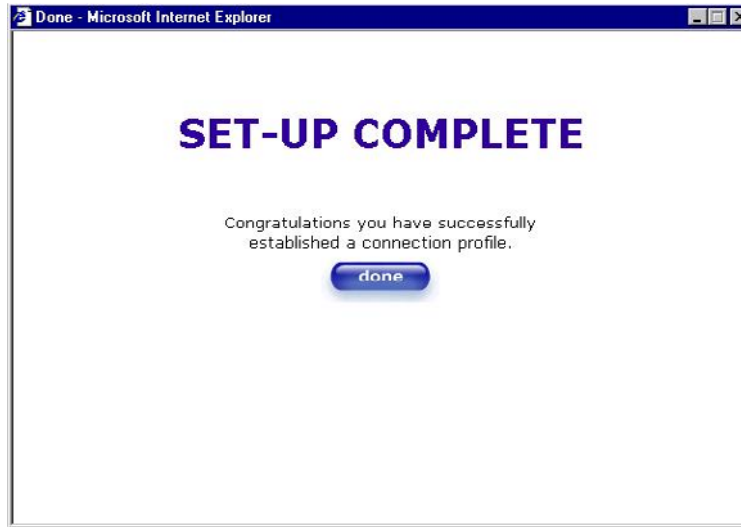 Done - Microsoft Internet Explorer
SET-UP COMPLETE
Congratulations you have successfully
established a connection profile.
done